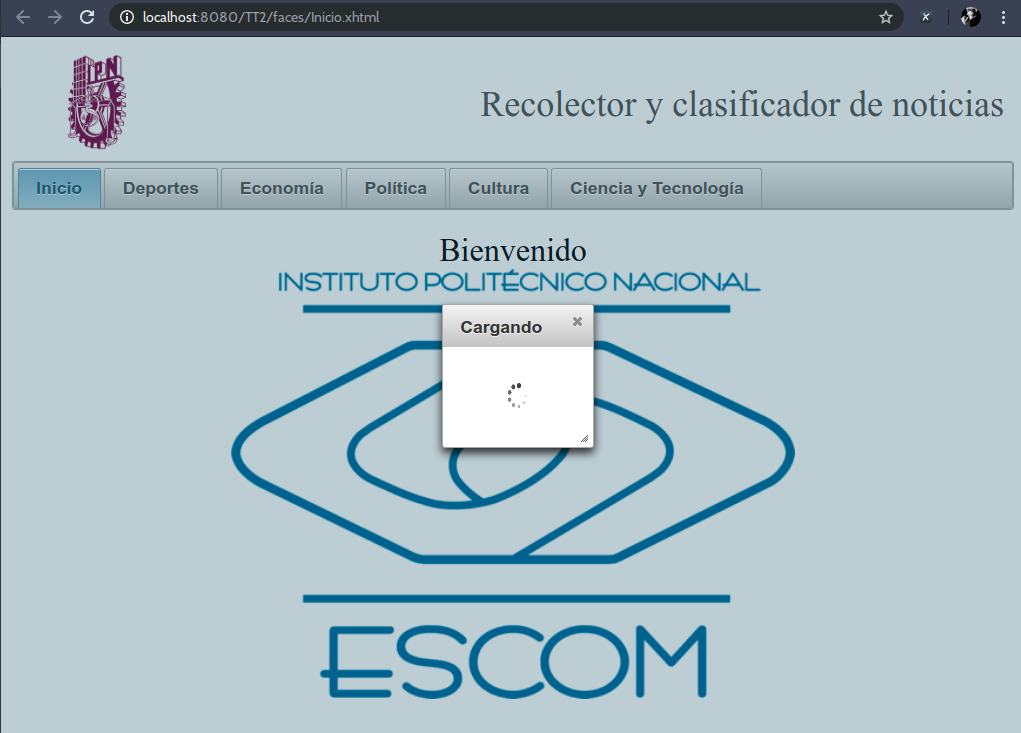 localhost:8080/TT2/faces/Inicio.xhtml
IPN
Recolector y clasificador de noticias
Inicio Deportes Economía Política Cultura Ciencia y Tecnología
Bienvenido
INSTITUTO POLITÉCNICO NACIONAL
Cargando
ESCOM